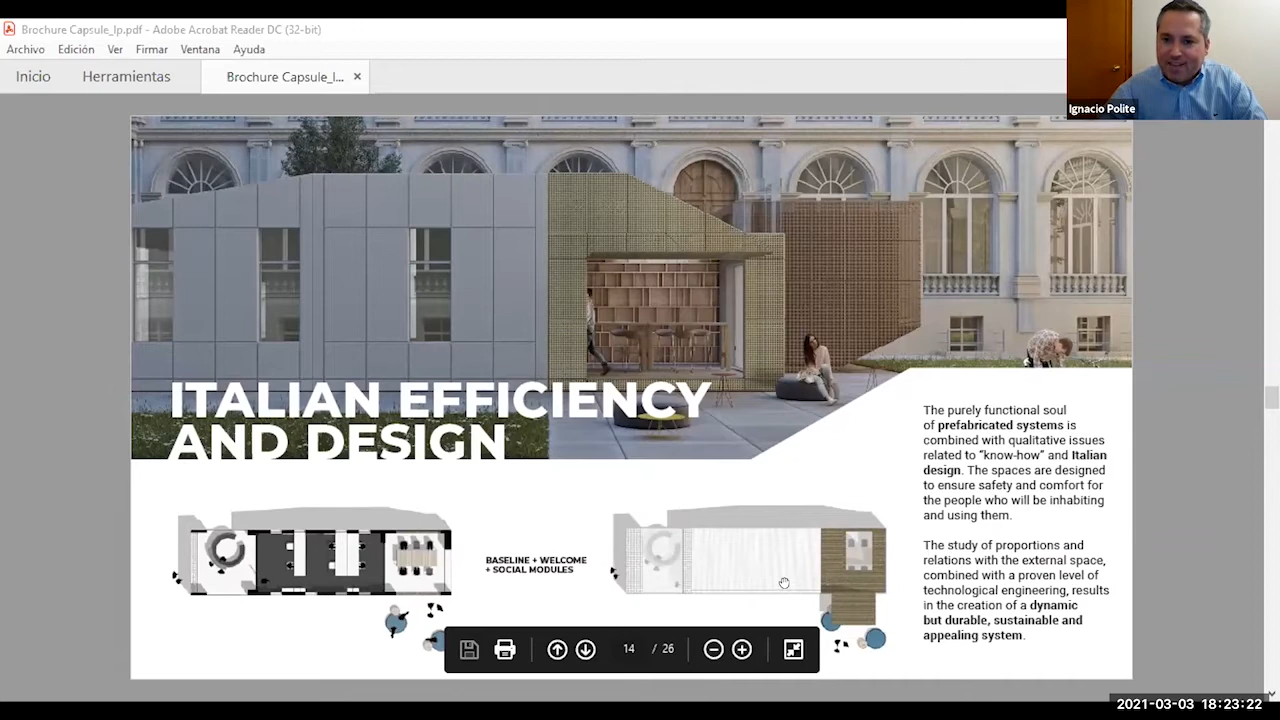 Brochure Capsule_lp.pdf - Adobe Acrobat Reader DC (32-bit)
Archivo Edición Ver Firmar Ventana Ayuda
Inicio Herramientas Brochure Capsule_l... ×
Ignacio Polite
ITALIAN EFFICIENCY
AND DESIGN
The purely functional soul
of prefabricated systems is
combined with qualitative issues
related to “know-how” and Italian
design. The spaces are designed
to ensure safety and comfort for
the people who will be inhabiting
and using them.
The study of proportions and
relations with the external space,
combined with a proven level of
technological engineering, results
in the creation of a dynamic
but durable, sustainable and
appealing system.
BASELINE + WELCOME
+ SOCIAL MODULES
14 / 26
2021-03-03 18:23:22